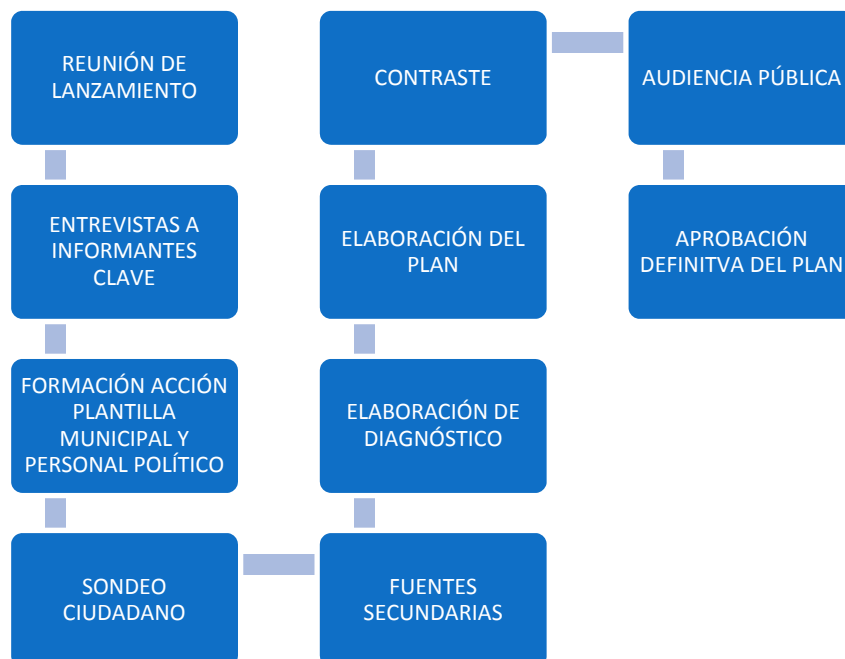 REUNIÓN DE
LANZAMIENTO
ENTREVISTAS A
INFORMANTES
CLAVE
FORMACIÓN ACCIÓN
PLANTILLA
MUNICIPAL Y
PERSONAL POLÍTICO
SONDEO
CIUDADANO
FUENTES
SECUNDARIAS
ELABORACIÓN DE
DIAGNÓSTICO
ELABORACIÓN DEL
PLAN
CONTRASTE
AUDIENCIA PÚBLICA
APROBACIÓN
DEFINITVA DEL PLAN